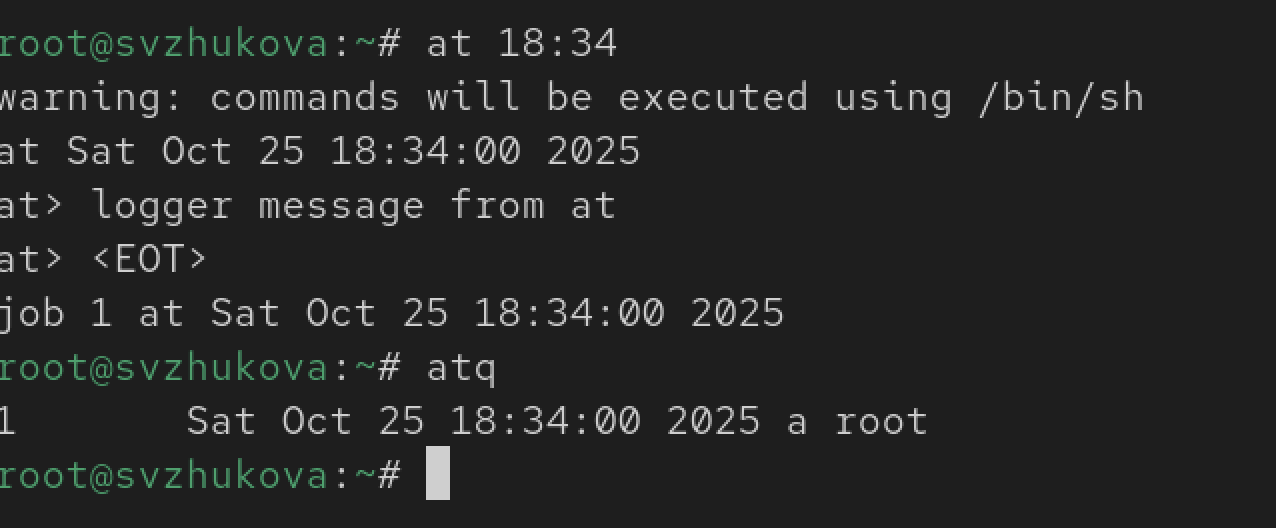 root@svzhukova:~# at 18:34
warning: commands will be executed using /bin/sh
at Sat Oct 25 18:34:00 2025
at> logger message from at
at> <EOT>
job 1 at Sat Oct 25 18:34:00 2025
root@svzhukova:~# atq
1       Sat Oct 25 18:34:00 2025 a root
root@svzhukova:~#